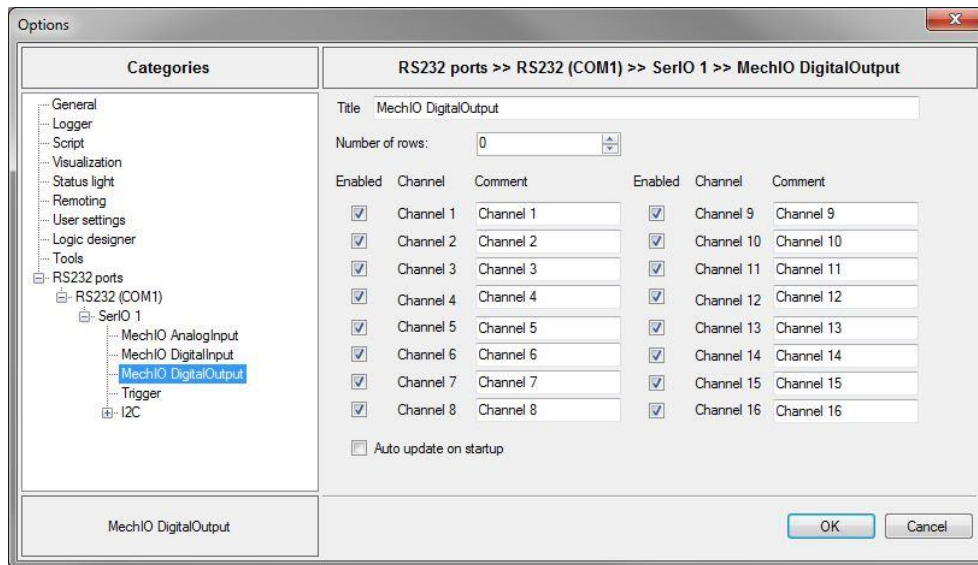 Options
Categories
RS232 ports >> RS232 (COM1) >> SerIO 1 >> MechIO DigitalOutput
General
Logger
Script
Visualization
Status light
Remoting
User settings
Logic designer
Tools
RS232 ports
RS232 (COM1)
SerIO 1
MechIO AnalogInput
MechIO DigitalInput
MechIO DigitalOutput
Trigger
I2C
MechIO DigitalOutput
Title MechIO DigitalOutput
Number of rows: 0
Enabled Channel Comment Enabled Channel Comment
Channel 1 Channel 1 Channel 9 Channel 9
Channel 2 Channel 2 Channel 10 Channel 10
Channel 3 Channel 3 Channel 11 Channel 11
Channel 4 Channel 4 Channel 12 Channel 12
Channel 5 Channel 5 Channel 13 Channel 13
Channel 6 Channel 6 Channel 14 Channel 14
Channel 7 Channel 7 Channel 15 Channel 15
Channel 8 Channel 8 Channel 16 Channel 16
Auto update on startup
OK Cancel